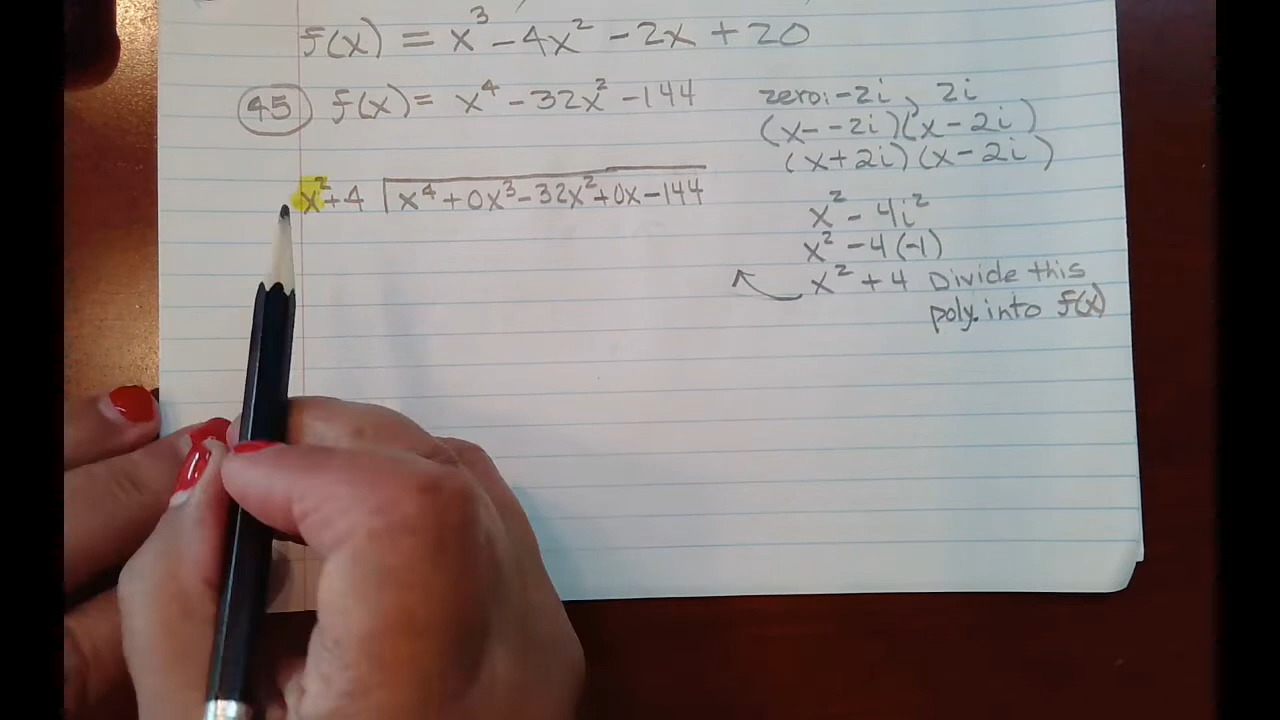 f(x) = x³ - 4x² - 2x + 20
45 f(x) = x⁴ - 32x² - 144
zero: -2i, 2i
(x - -2i)(x - 2i)
(x + 2i)(x - 2i)
x² + 4 x⁴ + 0x³ - 32x² + 0x - 144
x² - 4i²
x² - 4(-1)
x² + 4 Divide this
poly. into f(x)